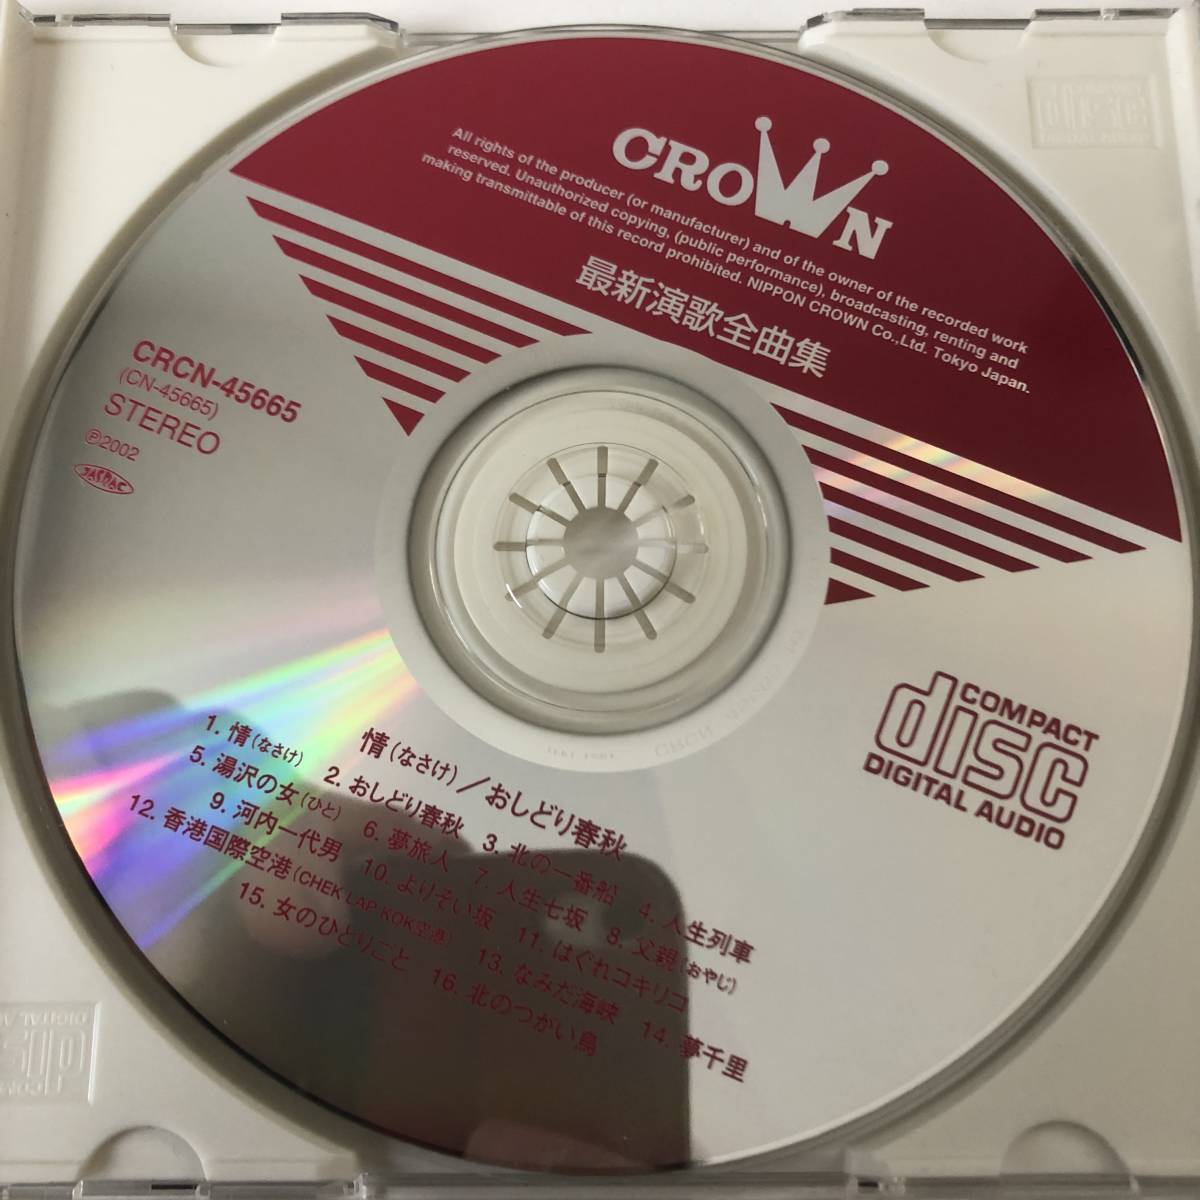 CROWN
All rights of the producer (or manufacturer) and of the owner of the recorded work
reserved. Unauthorized copying, (public performance), broadcasting, renting and
making transmittable of this record prohibited. NIPPON CROWN Co.,Ltd. Tokyo Japan.
最新演歌全曲集
CRCN-45665
(CN-45665)
STEREO
Ⓟ2002
JASRAC
COMPACT
disc
DIGITAL AUDIO
情(なさけ)/おしどり春秋
1. 情(なさけ) 2. おしどり春秋 3. 北の一番船 4. 人生列車
5. 湯沢の女(ひと) 6. 夢旅人 7. 人生七坂 8. 父親(おやじ)
9. 河内一代男 10. よりそい坂 11. はぐれコキリコ
12. 香港国際空港(CHEK LAP KOK空港) 13. なみだ海峡 14. 夢千里
15. 女のひとりごと 16. 北のつがい鳥
disc